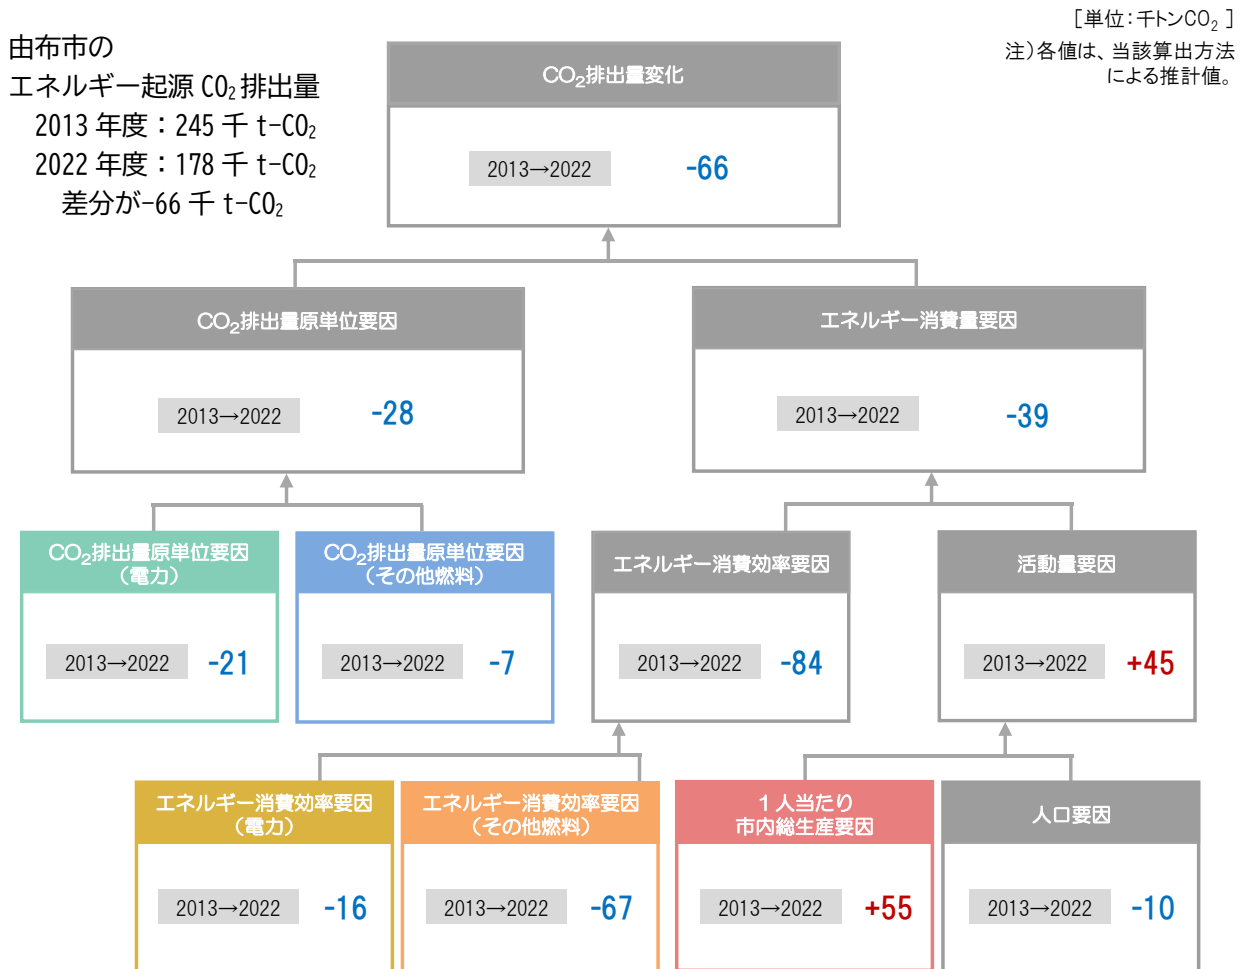 ［単位：千トンCO2 ］
注）各値は、当該算出方法
による推計値。
由布市の
エネルギー起源 CO2 排出量
2013 年度：245 千 t-CO2
2022 年度：178 千 t-CO2
差分が-66 千 t-CO2
CO2排出量変化
2013→2022 -66
CO2排出量原単位要因
2013→2022 -28
エネルギー消費量要因
2013→2022 -39
CO2排出量原単位要因
（電力）
2013→2022 -21
CO2排出量原単位要因
（その他燃料）
2013→2022 -7
エネルギー消費効率要因
2013→2022 -84
活動量要因
2013→2022 +45
エネルギー消費効率要因
（電力）
2013→2022 -16
エネルギー消費効率要因
（その他燃料）
2013→2022 -67
１人当たり
市内総生産要因
2013→2022 +55
人口要因
2013→2022 -10